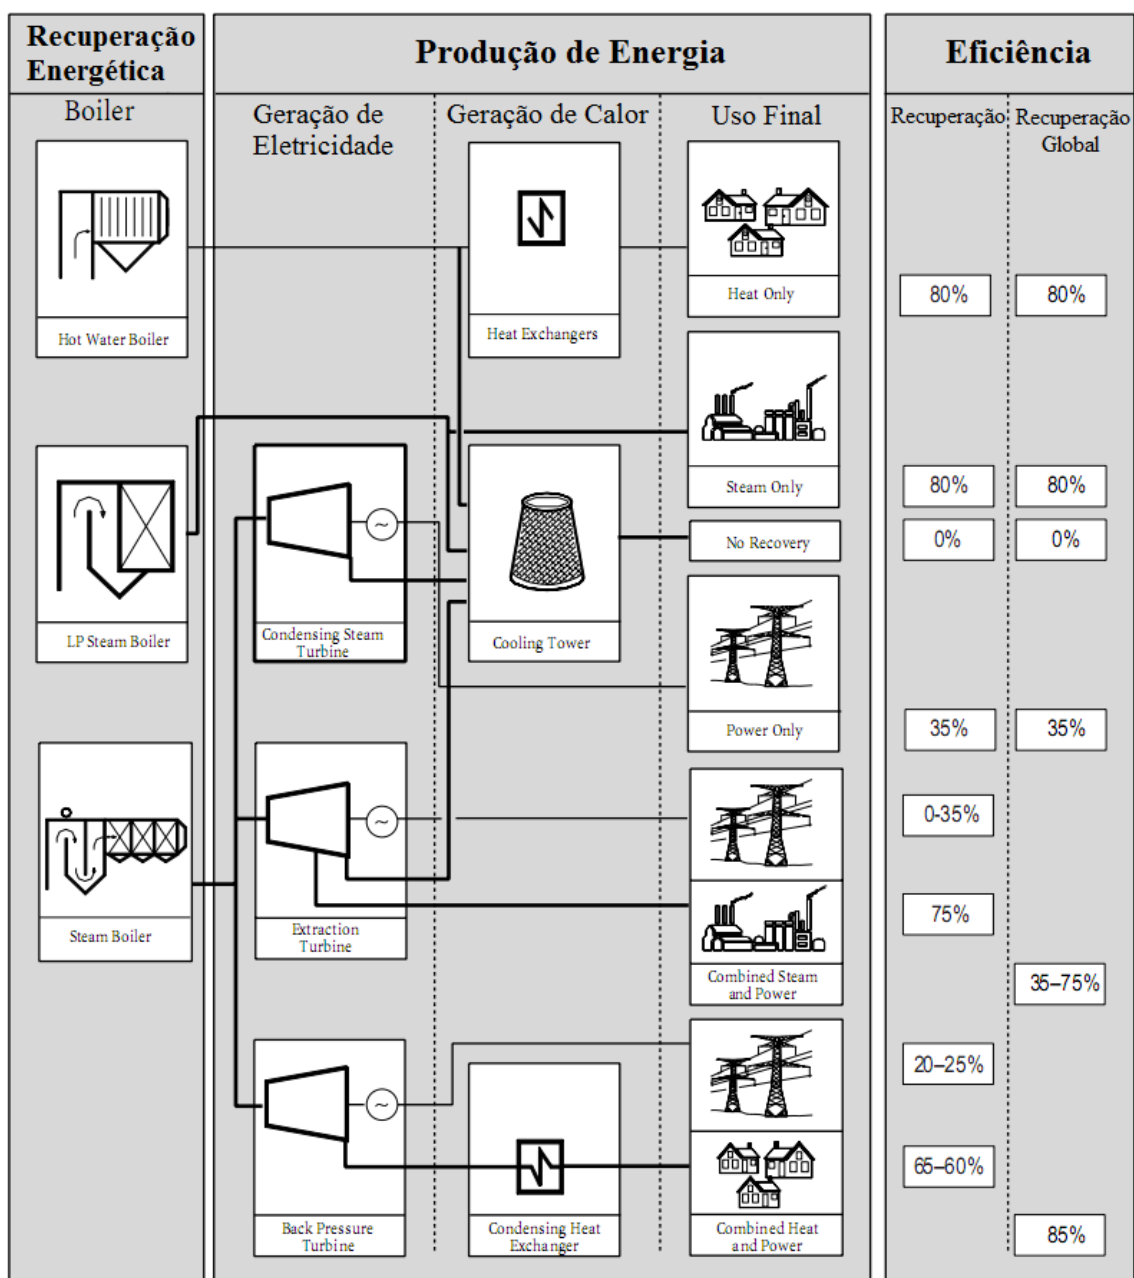 Recuperação
Energética
Produção de Energia
Eficiência
Boiler
Geração de
Eletricidade
Geração de Calor
Uso Final
Recuperação
Recuperação
Global
Hot Water Boiler
Heat Exchangers
Heat Only
80%
80%
Steam Only
80%
80%
LP Steam Boiler
~
Condensing Steam
Turbine
Cooling Tower
No Recovery
0%
0%
Power Only
35%
35%
Steam Boiler
~
Extraction
Turbine
0-35%
75%
Combined Steam
and Power
35–75%
~
Back Pressure
Turbine
Condensing Heat
Exchanger
20–25%
65–60%
Combined Heat
and Power
85%